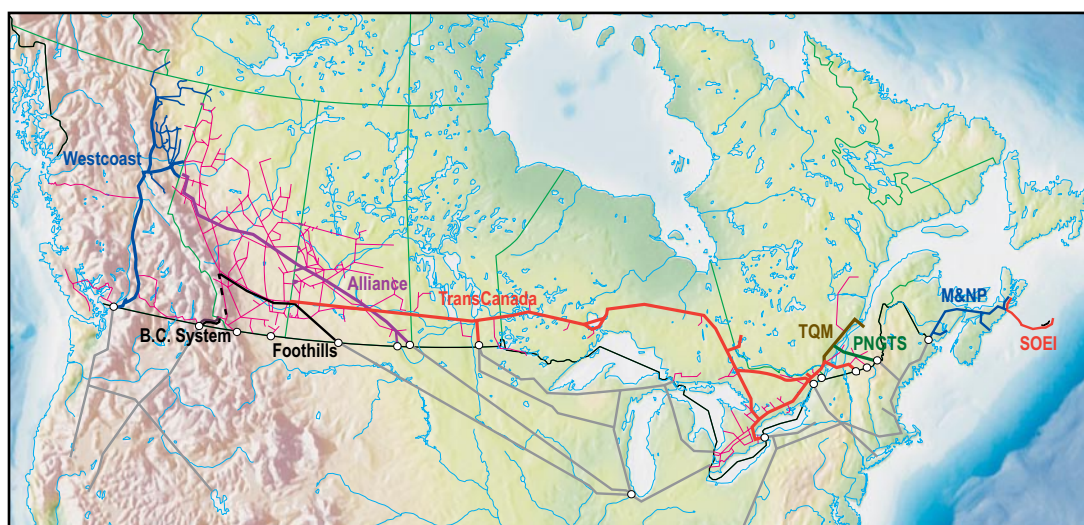 Westcoast
Alliance
TransCanada
B.C. System
Foothills
TQM
PNGTS
M&NP
SOEI